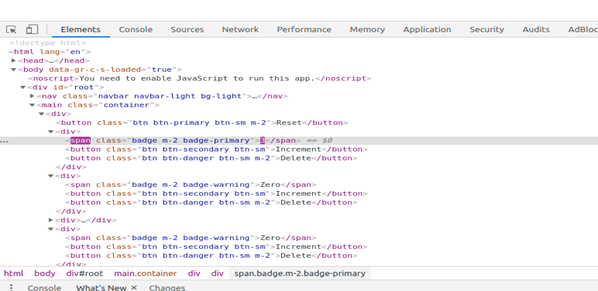 Elements Console Sources Network Performance Memory Application Security Audits AdBloc
<!doctype html>
<html lang="en">
<head>…</head>
<body data-gr-c-s-loaded="true">
<noscript>You need to enable JavaScript to run this app.</noscript>
<div id="root">
<nav class="navbar navbar-light bg-light">…</nav>
<main class="container">
<div>
<button class="btn btn-primary btn-sm m-2">Reset</button>
<div>
… <span class="badge m-2 badge-primary">3</span> == $0
<button class="btn btn-secondary btn-sm">Increment</button>
<button class="btn btn-danger btn-sm m-2">Delete</button>
</div>
<div>
<span class="badge m-2 badge-warning">Zero</span>
<button class="btn btn-secondary btn-sm">Increment</button>
<button class="btn btn-danger btn-sm m-2">Delete</button>
</div>
<div>…</div>
<div>
<span class="badge m-2 badge-warning">Zero</span>
<button class="btn btn-secondary btn-sm">Increment</button>
<button class="btn btn-danger btn-sm m-2">Delete</button>
</div>
html body div#root main.container div div span.badge.m-2.badge-primary
Console What's New × Changes